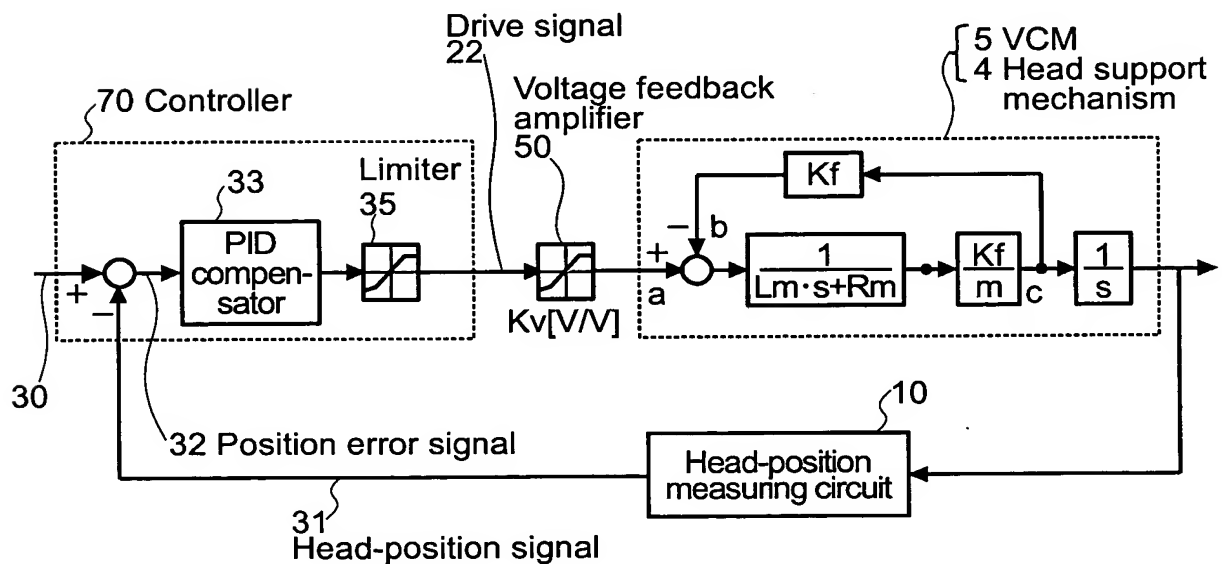 Drive signal
22
5 VCM
4 Head support
mechanism
70 Controller
Voltage feedback
amplifier
50
Limiter
35
33
Kf
PID
compen-
sator
+
−
+
−
a
b
1
Lm·s+Rm
Kf
m
c
1
s
Kv[V/V]
30
32 Position error signal
10
Head-position
measuring circuit
31
Head-position signal